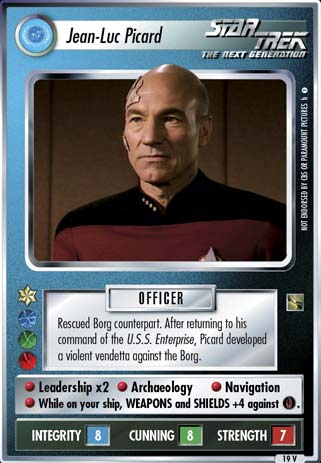 Jean-Luc Picard
STAR TREK
THE NEXT GENERATION
NOT ENDORSED BY CBS OR PARAMOUNT PICTURES
OFFICER
Rescued Borg counterpart. After returning to his
command of the U.S.S. Enterprise, Picard developed
a violent vendetta against the Borg.
• Leadership x2 • Archaeology • Navigation
• While on your ship, WEAPONS and SHIELDS +4 against .
INTEGRITY 8 CUNNING 8 STRENGTH 7
19 V